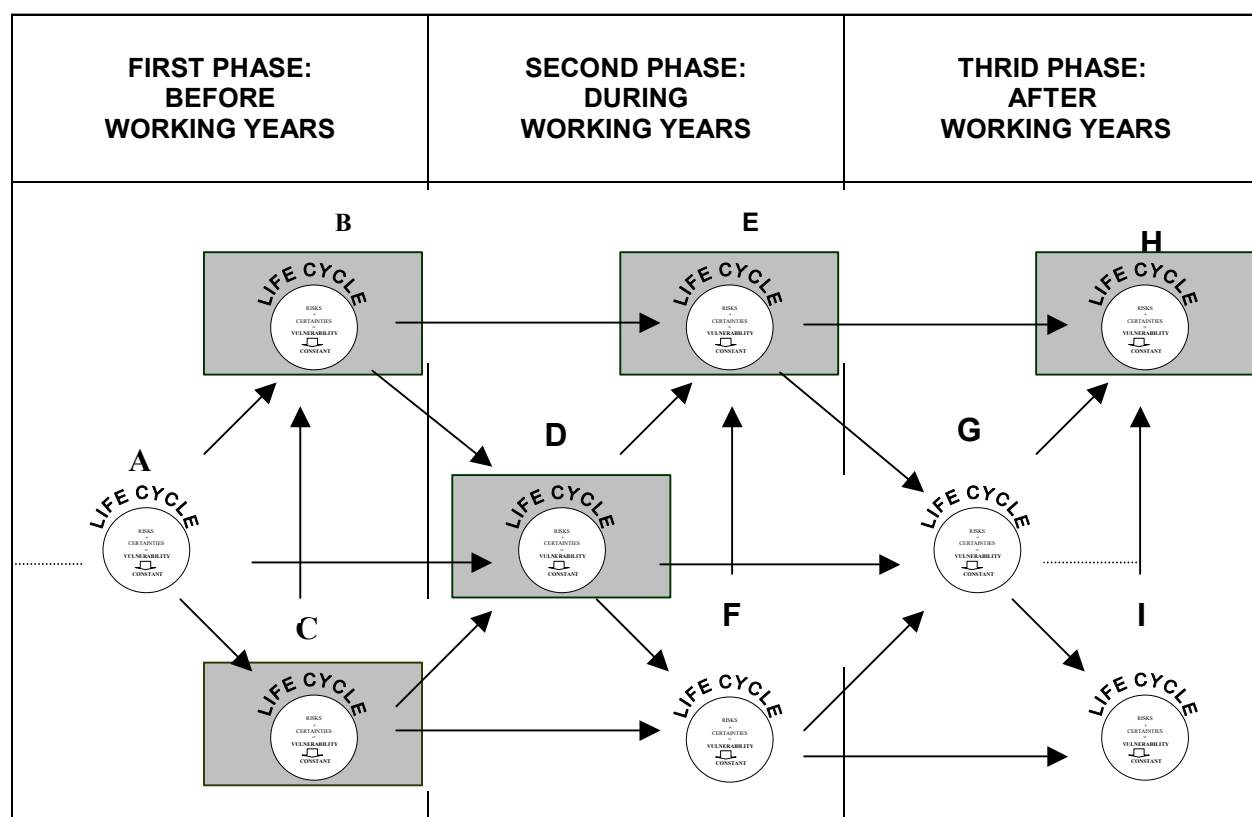 FIRST PHASE:
BEFORE
WORKING YEARS
SECOND PHASE:
DURING
WORKING YEARS
THRID PHASE:
AFTER
WORKING YEARS
B
LIFE CYCLE
RISKS
+
CERTAINTIES
=
VULNERABILITY
CONSTANT
E
LIFE CYCLE
RISKS
+
CERTAINTIES
=
VULNERABILITY
CONSTANT
H
LIFE CYCLE
RISKS
+
CERTAINTIES
=
VULNERABILITY
CONSTANT
A
LIFE CYCLE
RISKS
+
CERTAINTIES
=
VULNERABILITY
CONSTANT
D
LIFE CYCLE
RISKS
+
CERTAINTIES
=
VULNERABILITY
CONSTANT
G
LIFE CYCLE
RISKS
+
CERTAINTIES
=
VULNERABILITY
CONSTANT
C
LIFE CYCLE
RISKS
+
CERTAINTIES
=
VULNERABILITY
CONSTANT
F
LIFE CYCLE
RISKS
+
CERTAINTIES
=
VULNERABILITY
CONSTANT
I
LIFE CYCLE
RISKS
+
CERTAINTIES
=
VULNERABILITY
CONSTANT